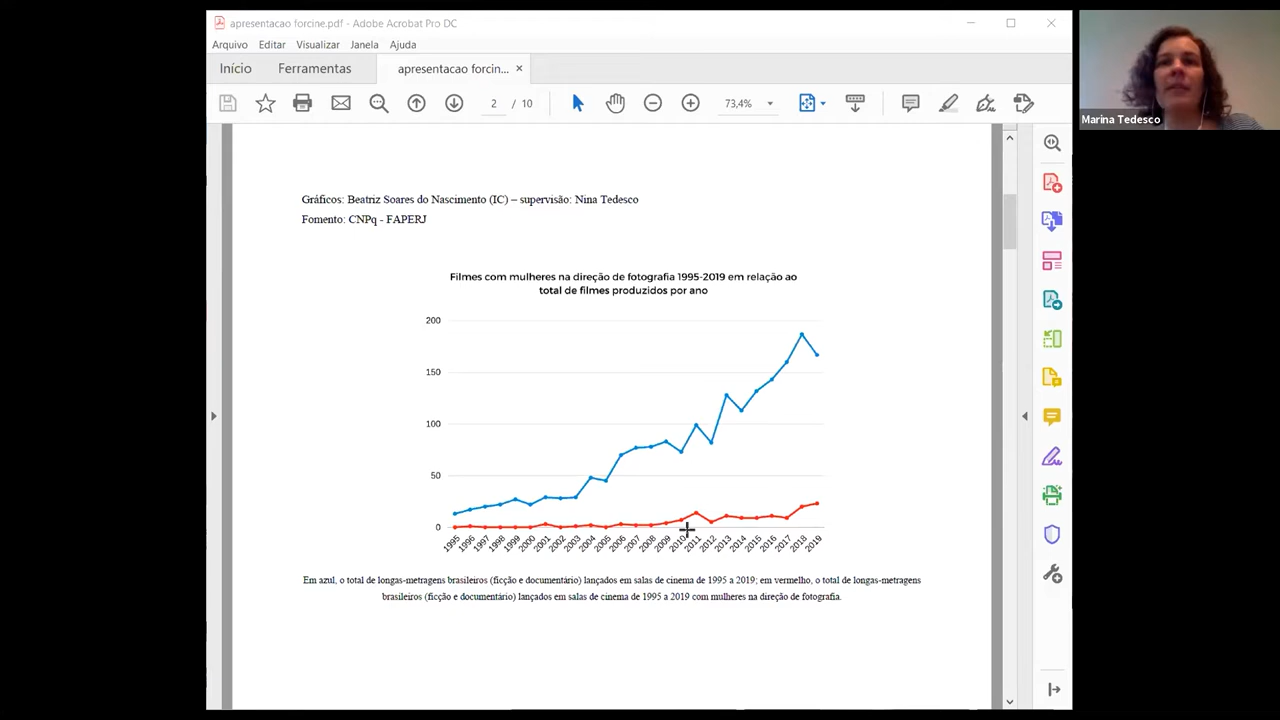 apresentacao forcine.pdf - Adobe Acrobat Pro DC
Arquivo Editar Visualizar Janela Ajuda
Início Ferramentas apresentacao forcin... ×
2 / 10 73,4%
Marina Tedesco
Gráficos: Beatriz Soares do Nascimento (IC) – supervisão: Nina Tedesco
Fomento: CNPq - FAPERJ
Filmes com mulheres na direção de fotografia 1995-2019 em relação ao
total de filmes produzidos por ano
200
150
100
50
0
1995 1996 1997 1998 1999 2000 2001 2002 2003 2004 2005 2006 2007 2008 2009 2010 2011 2012 2013 2014 2015 2016 2017 2018 2019
Em azul, o total de longas-metragens brasileiros (ficção e documentário) lançados em salas de cinema de 1995 a 2019; em vermelho, o total de longas-metragens
brasileiros (ficção e documentário) lançados em salas de cinema de 1995 a 2019 com mulheres na direção de fotografia.